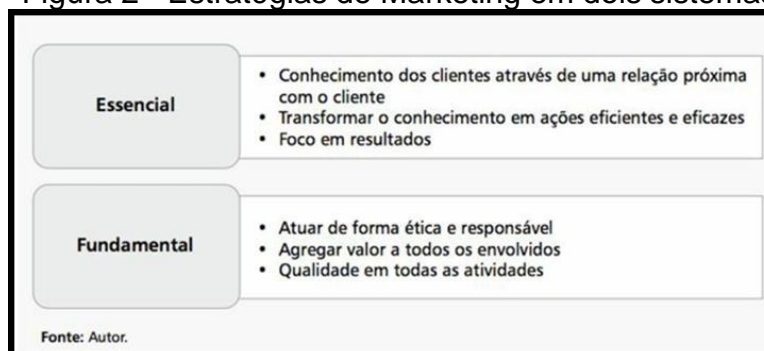 Figura 2 - Estratégias de Marketing em dois sistemas
Essencial
• Conhecimento dos clientes através de uma relação próxima
com o cliente
• Transformar o conhecimento em ações eficientes e eficazes
• Foco em resultados
Fundamental
• Atuar de forma ética e responsável
• Agregar valor a todos os envolvidos
• Qualidade em todas as atividades
Fonte: Autor.